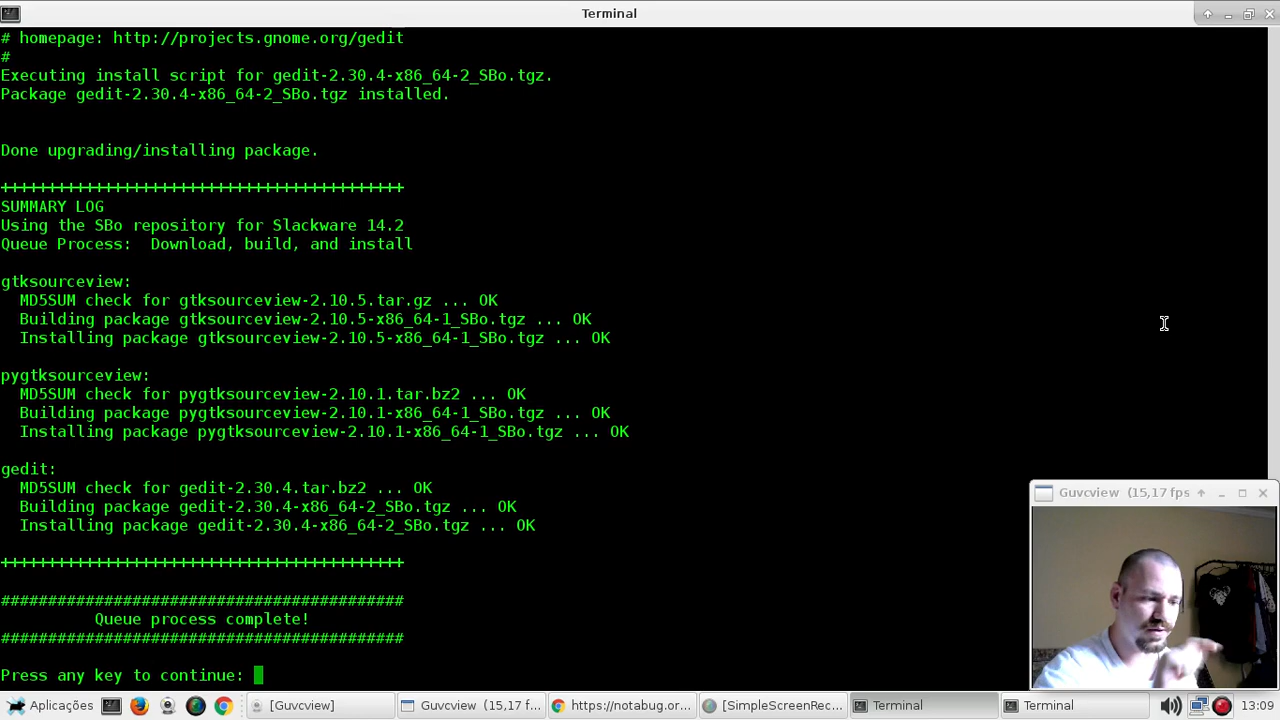 Terminal
# homepage: http://projects.gnome.org/gedit
#
Executing install script for gedit-2.30.4-x86_64-2_SBo.tgz.
Package gedit-2.30.4-x86_64-2_SBo.tgz installed.
Done upgrading/installing package.
+++++++++++++++++++++++++++++++++++++++++++
SUMMARY LOG
Using the SBo repository for Slackware 14.2
Queue Process:  Download, build, and install
gtksourceview:
  MD5SUM check for gtksourceview-2.10.5.tar.gz ... OK
  Building package gtksourceview-2.10.5-x86_64-1_SBo.tgz ... OK
  Installing package gtksourceview-2.10.5-x86_64-1_SBo.tgz ... OK
pygtksourceview:
  MD5SUM check for pygtksourceview-2.10.1.tar.bz2 ... OK
  Building package pygtksourceview-2.10.1-x86_64-1_SBo.tgz ... OK
  Installing package pygtksourceview-2.10.1-x86_64-1_SBo.tgz ... OK
gedit:
  MD5SUM check for gedit-2.30.4.tar.bz2 ... OK
  Building package gedit-2.30.4-x86_64-2_SBo.tgz ... OK
  Installing package gedit-2.30.4-x86_64-2_SBo.tgz ... OK
+++++++++++++++++++++++++++++++++++++++++++
###########################################
          Queue process complete!
###########################################
Press any key to continue:
Guvcview (15,17 fps
Aplicações [Guvcview] Guvcview (15,17 f... https://notabug.or... [SimpleScreenRec... Terminal Terminal 13:09